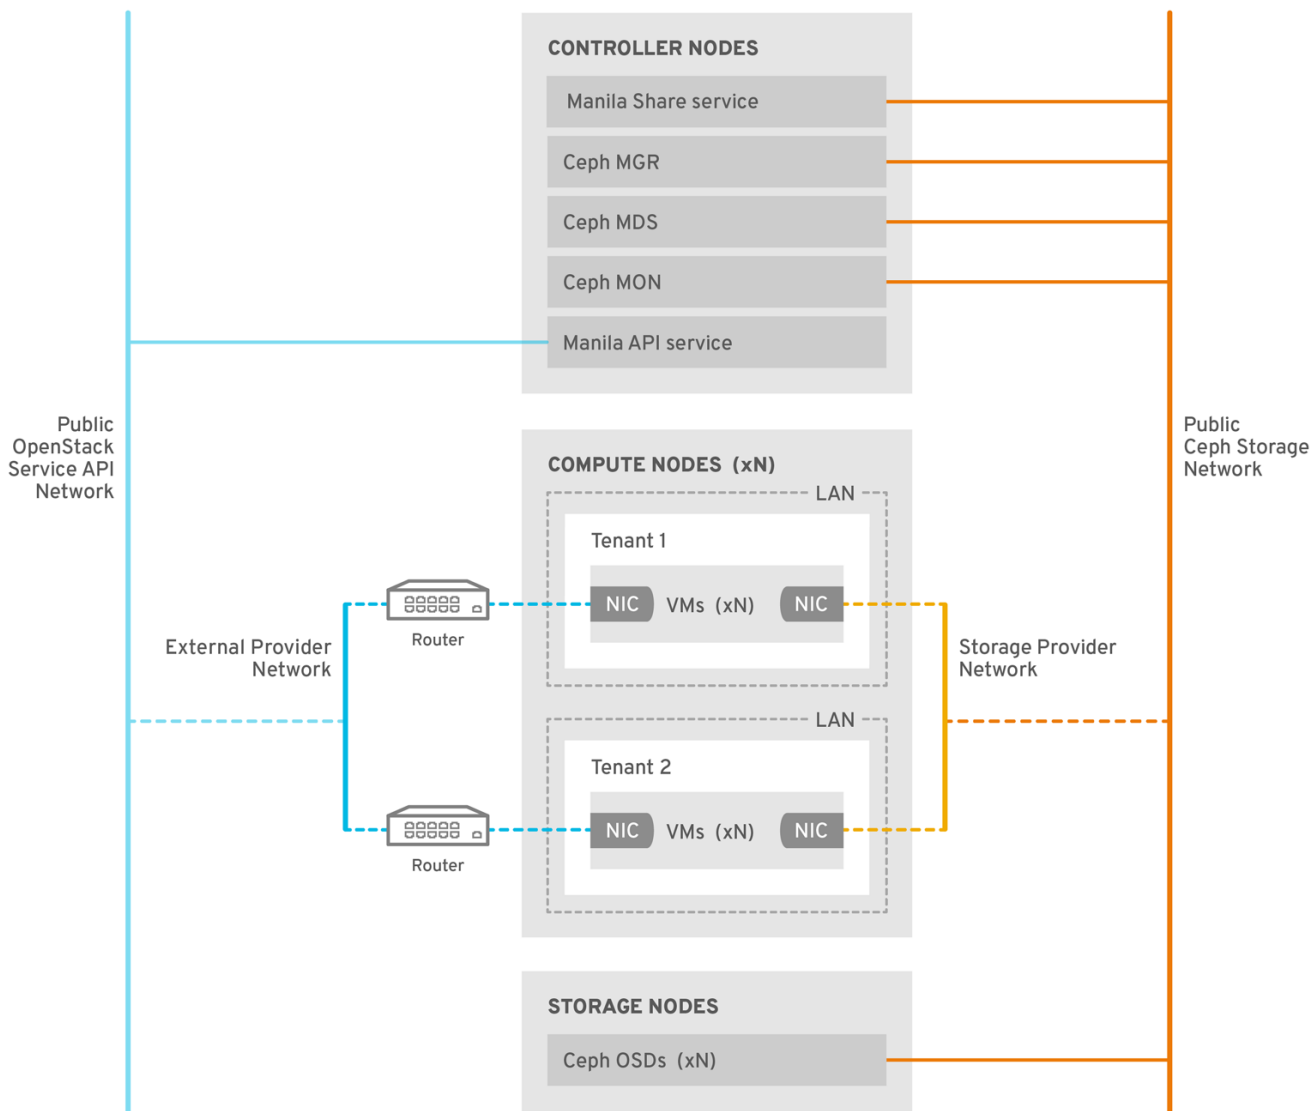 CONTROLLER NODES
Manila Share service
Ceph MGR
Ceph MDS
Ceph MON
Manila API service
Public
OpenStack
Service API
Network
Public
Ceph Storage
Network
COMPUTE NODES (xN)
LAN
Tenant 1
NIC VMs (xN) NIC
Router
External Provider
Network
Storage Provider
Network
LAN
Tenant 2
NIC VMs (xN) NIC
Router
STORAGE NODES
Ceph OSDs (xN)